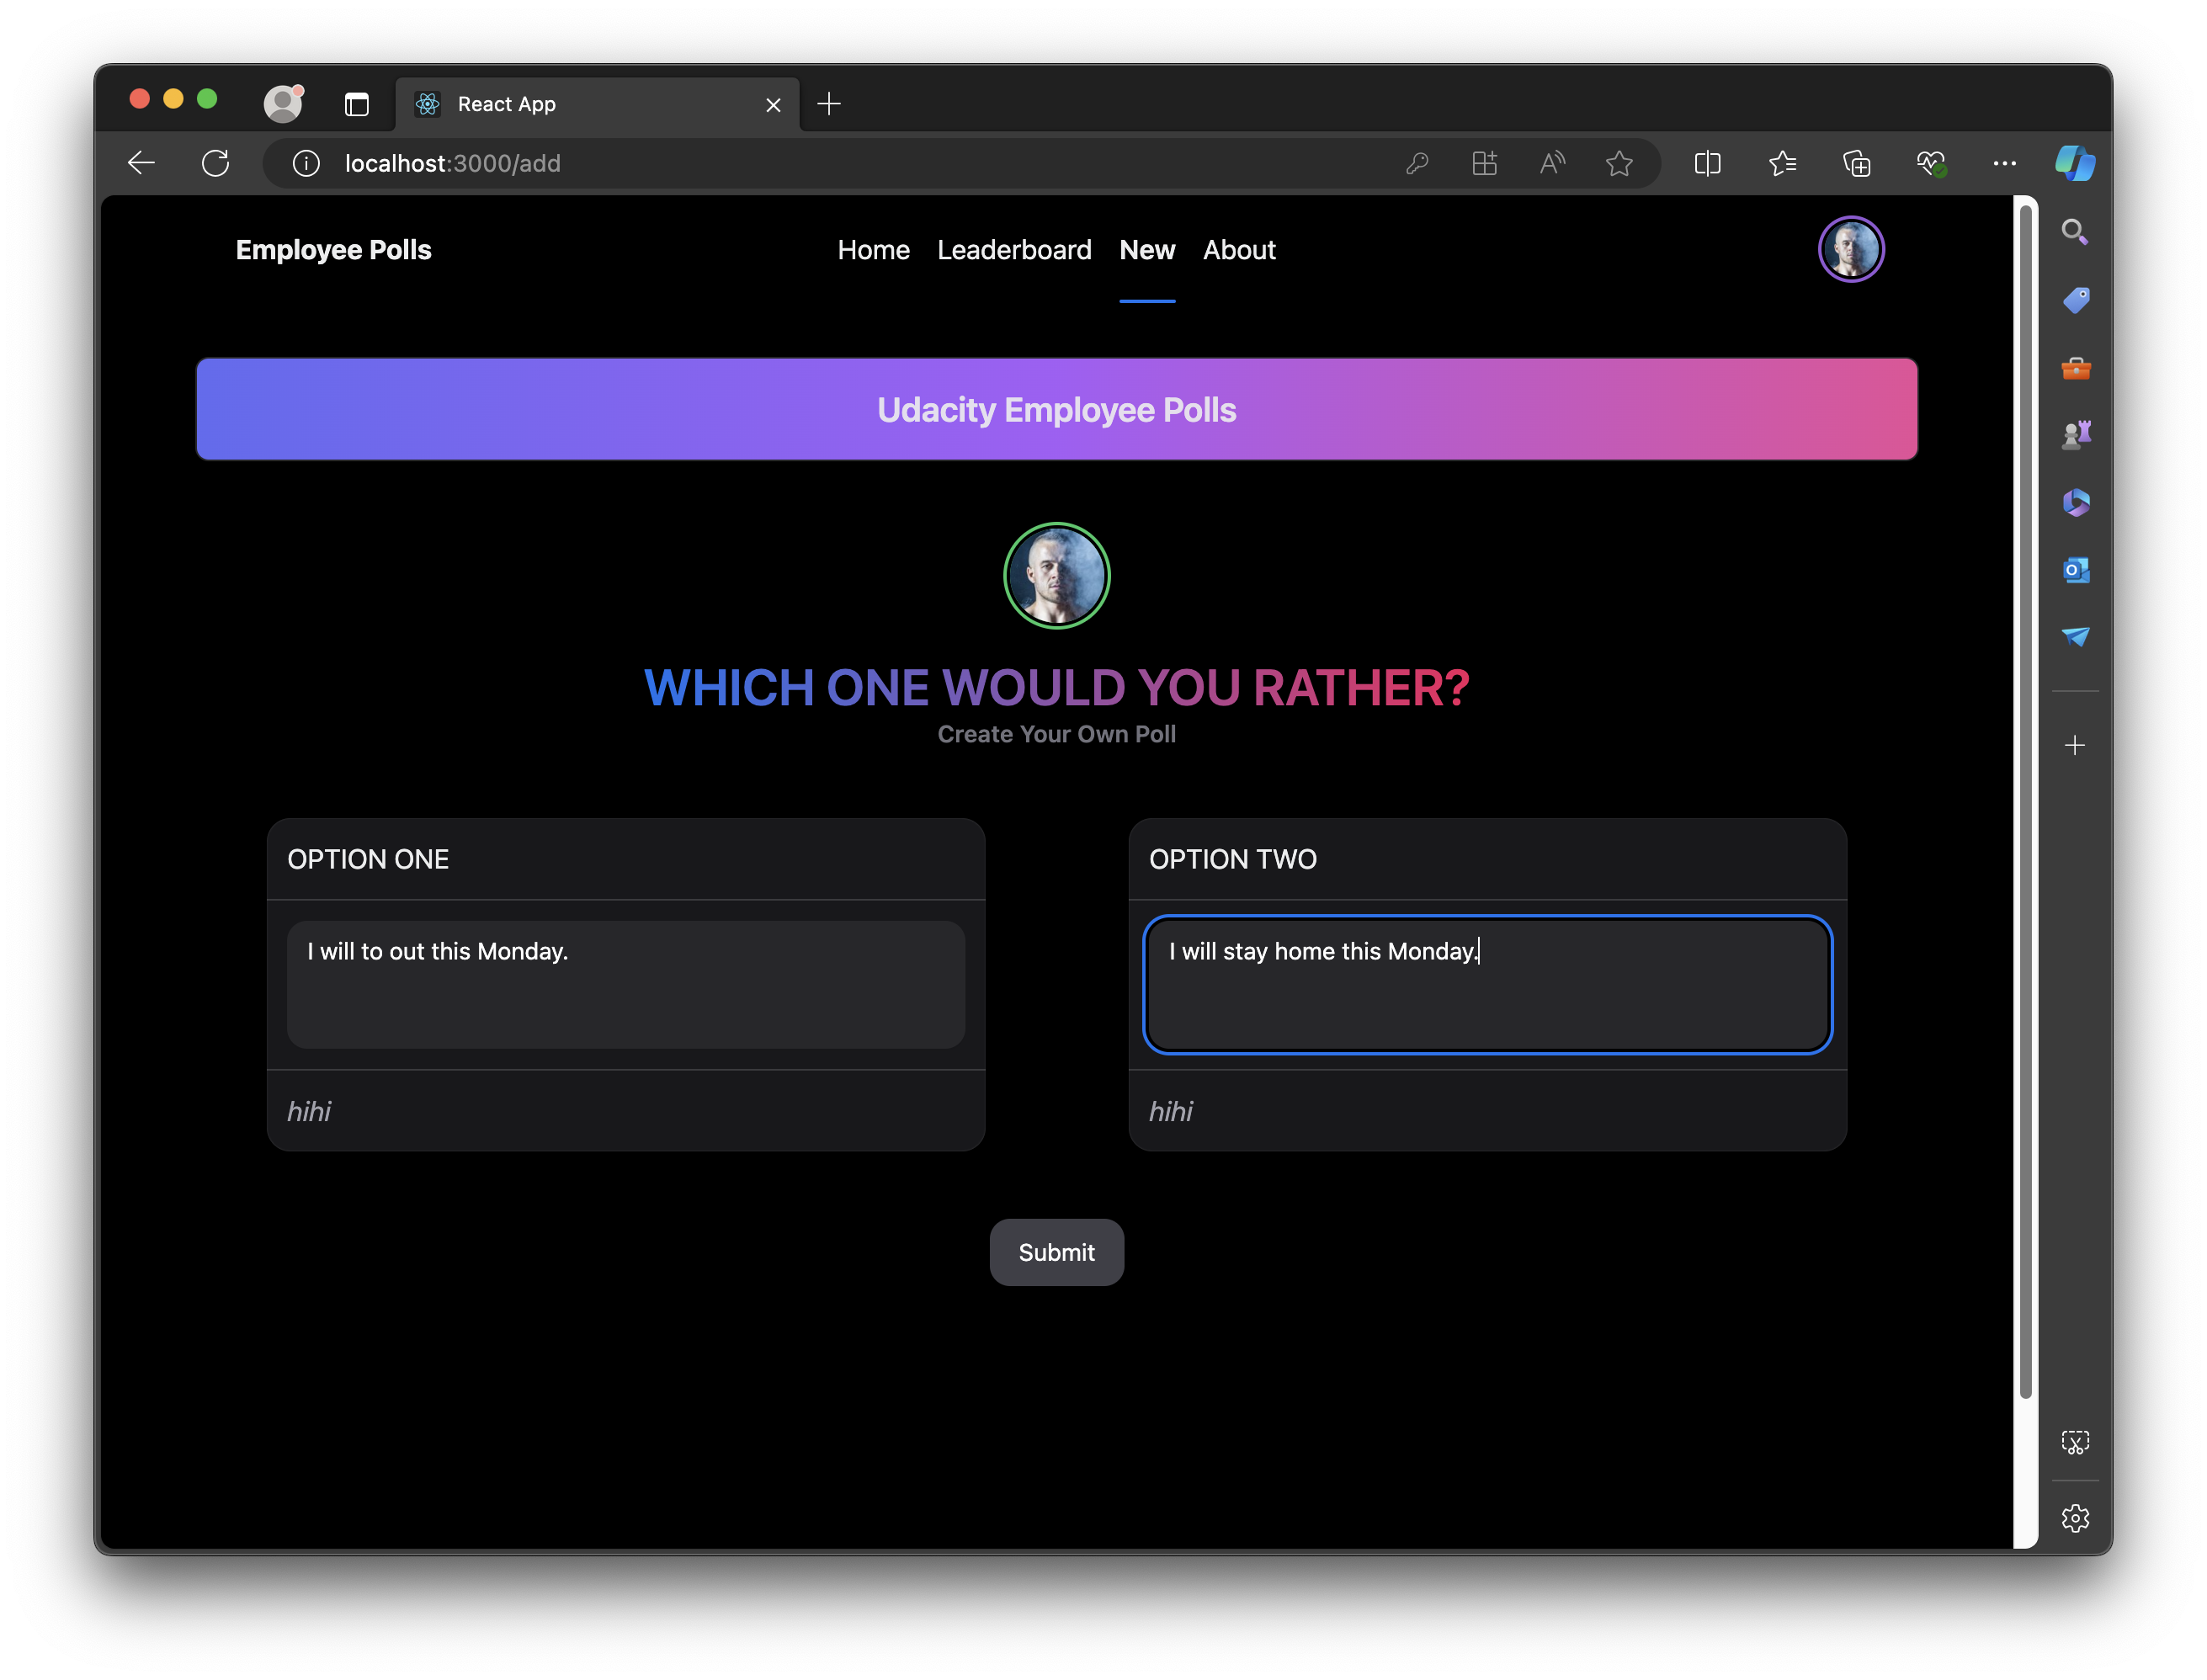 React App
localhost:3000/add
Employee Polls
Home Leaderboard New About
Udacity Employee Polls
WHICH ONE WOULD YOU RATHER?
Create Your Own Poll
OPTION ONE
I will to out this Monday.
hihi
OPTION TWO
I will stay home this Monday.
hihi
Submit